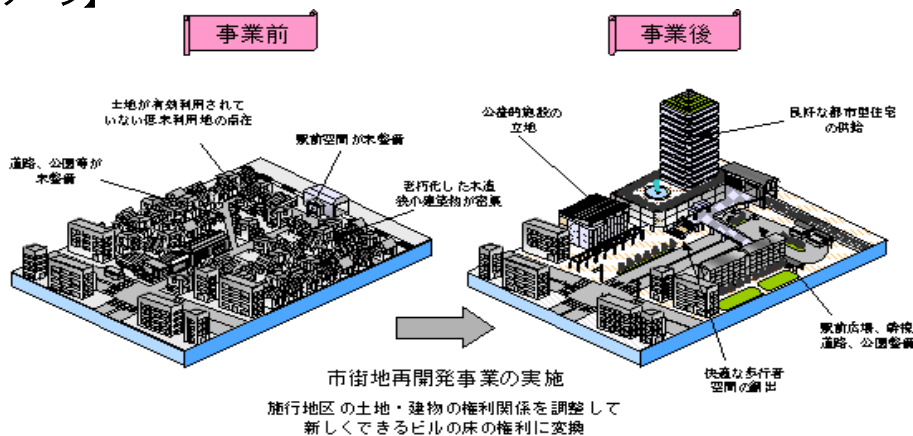 ージ】
事業前
事業後
土地が有効利用されて
いない低未利用地の点在
駅前空間が未整備
道路、公園等が
未整備
老朽化した木造
の建築物が密集
公益的施設の
立地
良好な都市型住宅
の供給
駅前広場、幹線
道路、公園整備
快適な歩行者
空間の創出
市街地再開発事業の実施
施行地区の土地・建物の権利関係を調整して
新しくできるビルの床の権利に変換